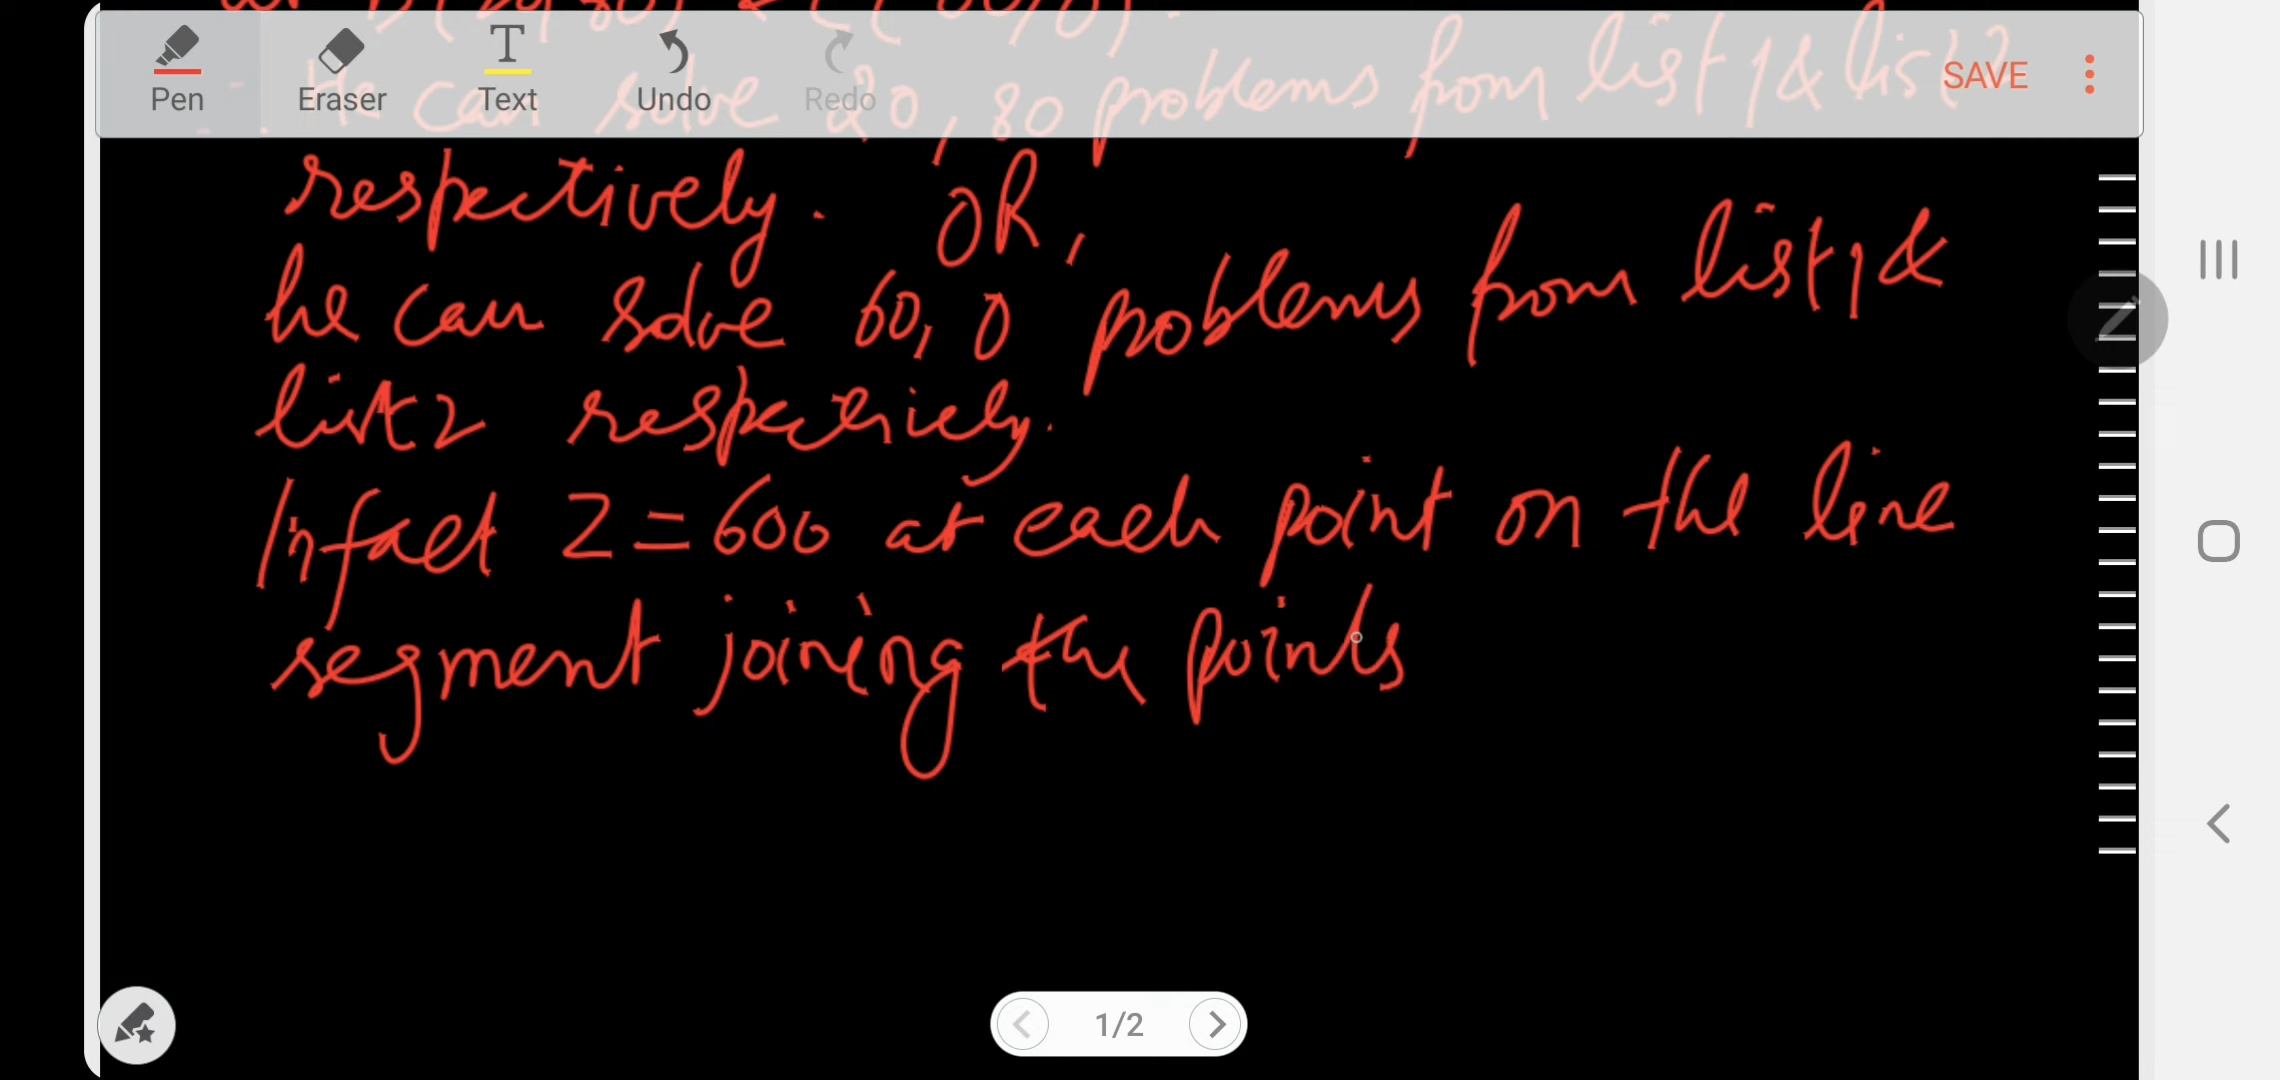 Pen Eraser Text Undo Redo SAVE
∴ He can solve 20, 80 problems from list 1 & list 2
respectively. OR,
he can solve 60, 0 problems from list 1 &
list 2 respectively.
Infact Z = 600 at each point on the line
segment joining the points
1/2